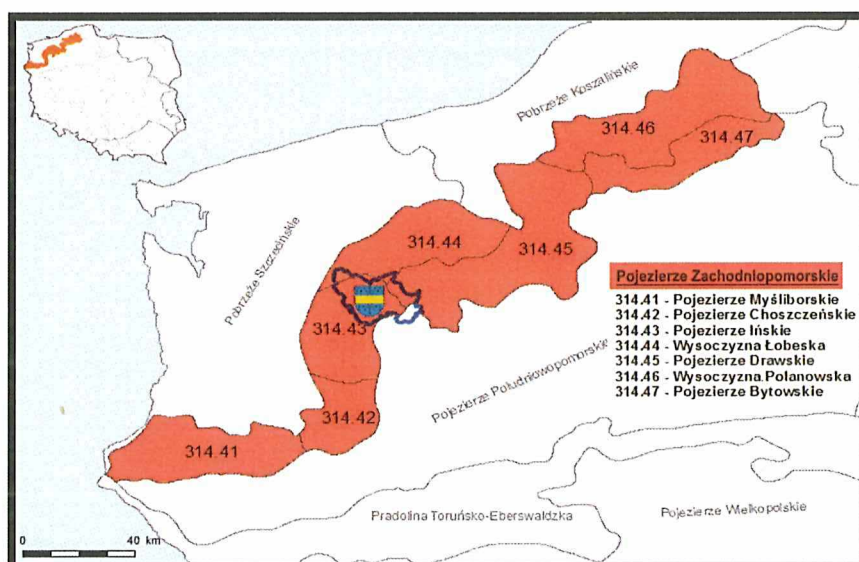 Pobrzeże Koszalińskie
314.46
314.47
Pobrzeże Szczecińskie
314.44
314.45
314.43
Pojezierze Południowopomorskie
314.42
314.41
Pojezierze Zachodniopomorskie
314.41 - Pojezierze Myśliborskie
314.42 - Pojezierze Choszczeńskie
314.43 - Pojezierze Ińskie
314.44 - Wysoczyzna Łobeska
314.45 - Pojezierze Drawskie
314.46 - Wysoczyzna Polanowska
314.47 - Pojezierze Bytowskie
Pradolina Toruńsko-Eberswaldzka
Pojezierze Wielkopolskie
0 40 km